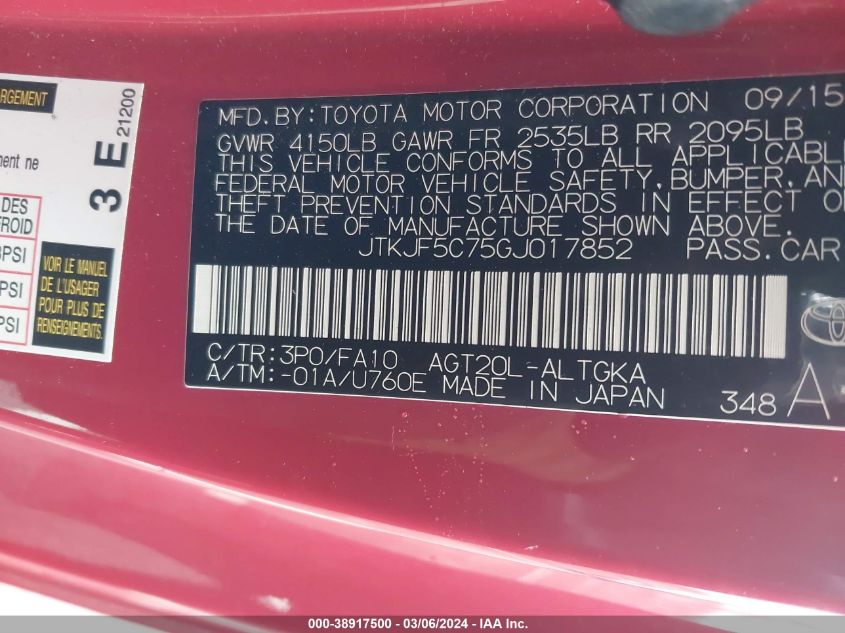 ARGEMENT
ment ne
DES
FROID
PSI
PSI
PSI
VOIR LE MANUEL
DE L'USAGER
POUR PLUS DE
RENSEIGNEMENTS.
3 E
21200
MFD. BY: TOYOTA MOTOR CORPORATION 09/15
GVWR 4150LB GAWR FR 2535LB RR 2095LB
THIS VEHICLE CONFORMS TO ALL APPLICABL
FEDERAL MOTOR VEHICLE SAFETY, BUMPER, AN
THEFT PREVENTION STANDARDS IN EFFECT O
THE DATE OF MANUFACTURE SHOWN ABOVE.
JTKJF5C75GJ017852 PASS. CAR
C/TR: 3P0/FA10 AGT20L-ALTGKA
A/TM: -01A/U760E MADE IN JAPAN
348 A
000-38917500 - 03/06/2024 - IAA Inc.